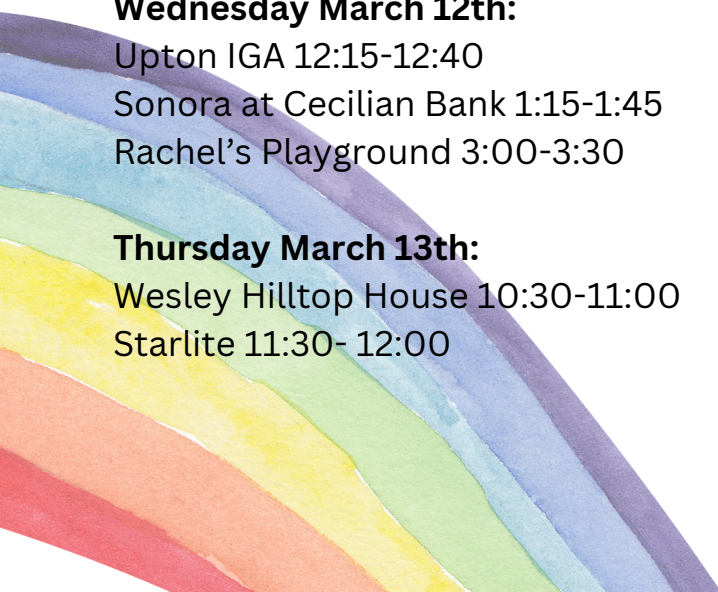 Wednesday March 12th:
Upton IGA 12:15-12:40
Sonora at Cecilian Bank 1:15-1:45
Rachel’s Playground 3:00-3:30
Thursday March 13th:
Wesley Hilltop House 10:30-11:00
Starlite 11:30- 12:00